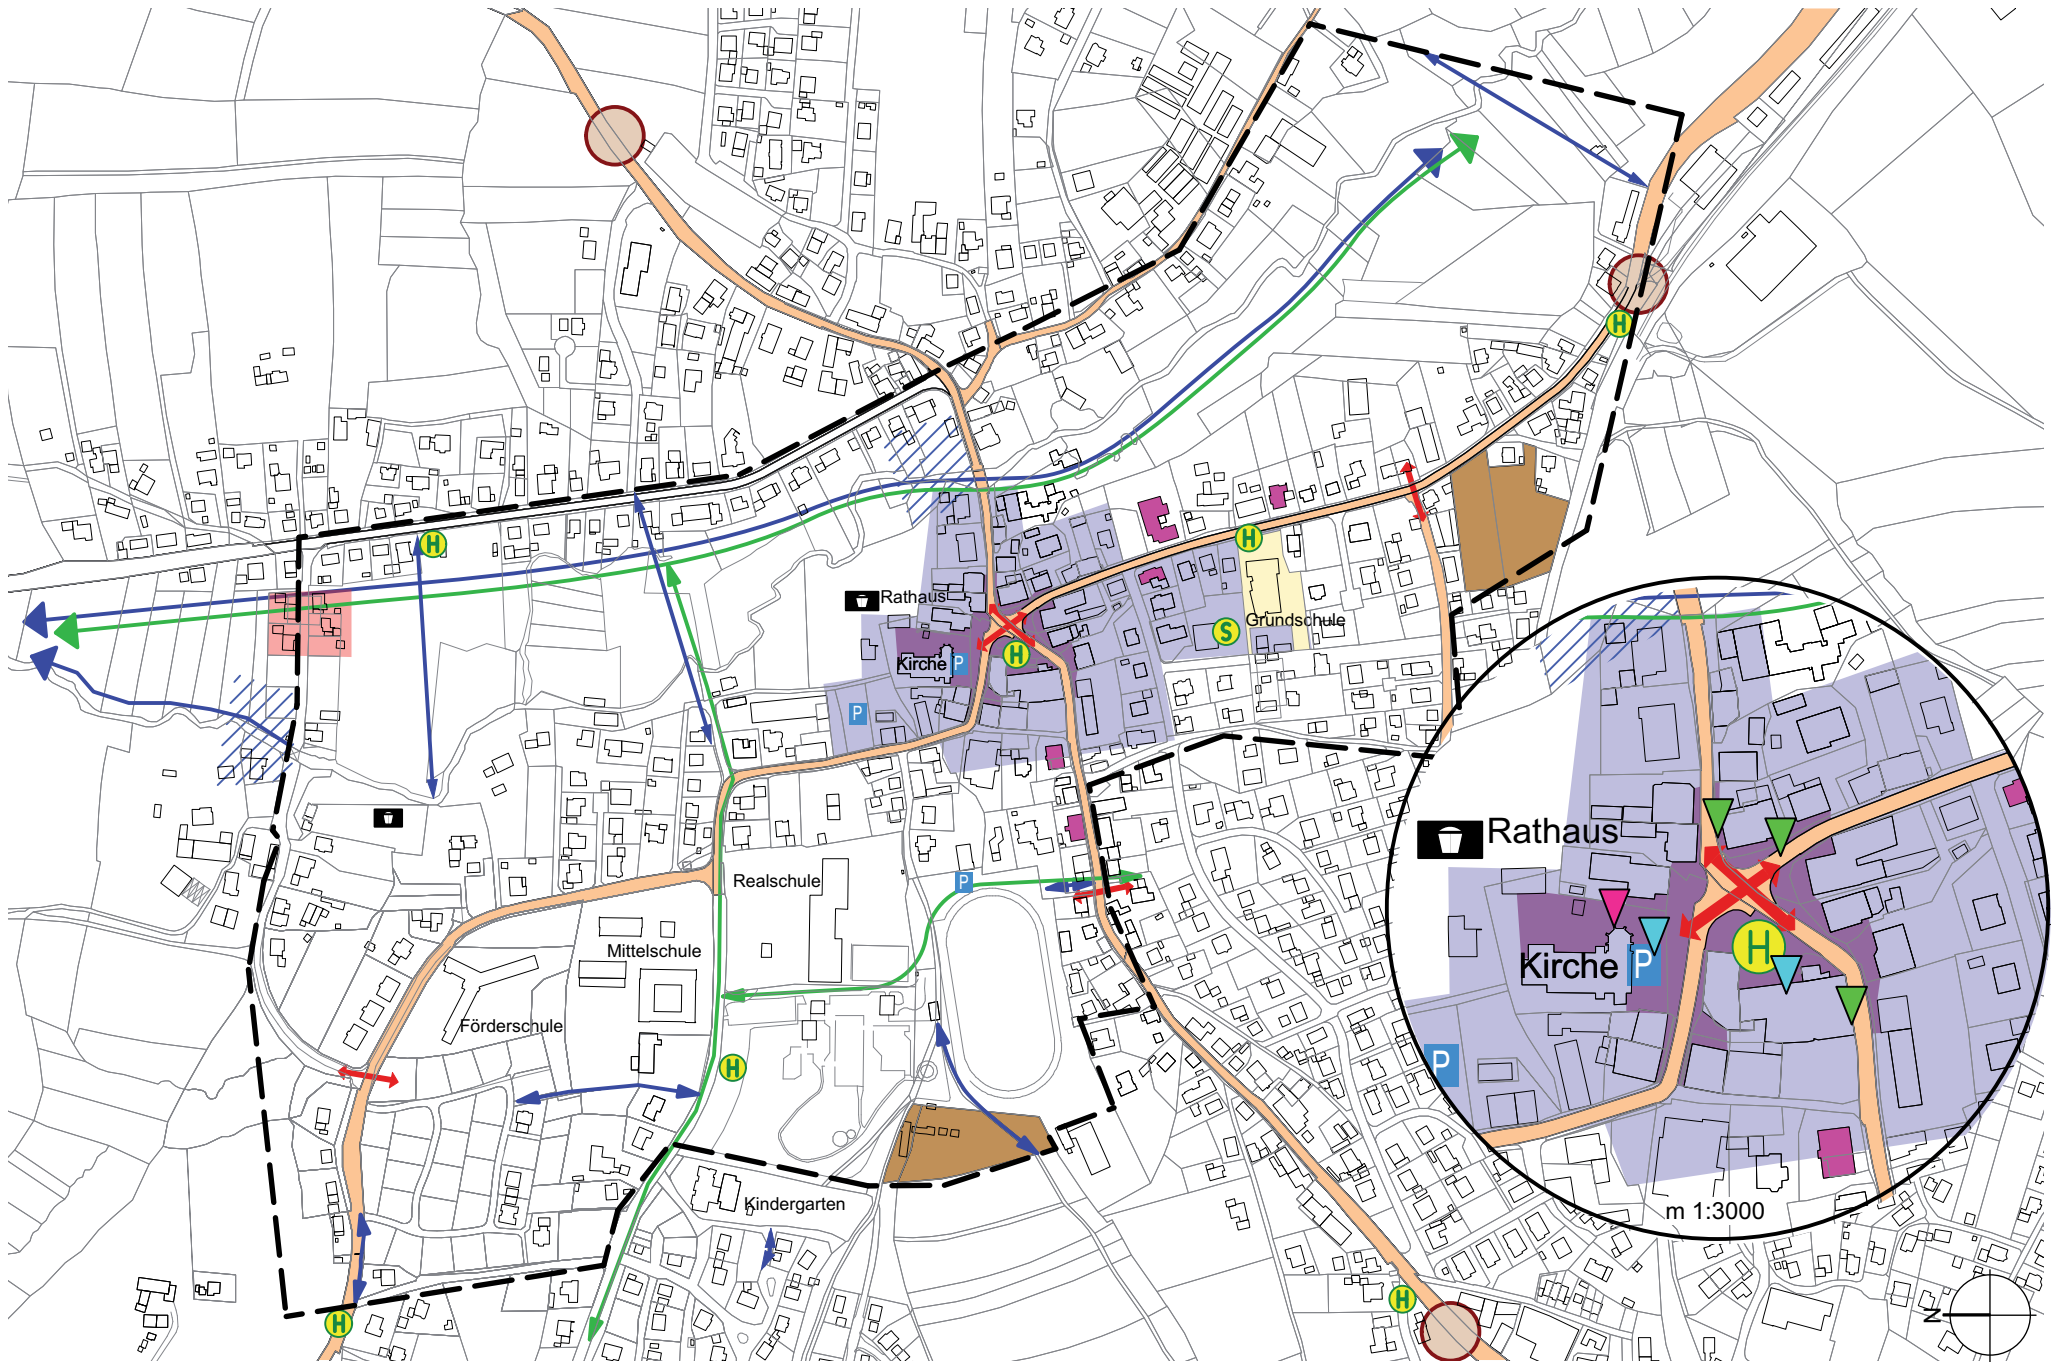 H
H
H
Rathaus
S
Grundschule
Kirche P
H
P
Rathaus
P
Realschule
H
Kirche P
Mittelschule
Förderschule
H
P
Kindergarten
m 1:3000
H
H
N